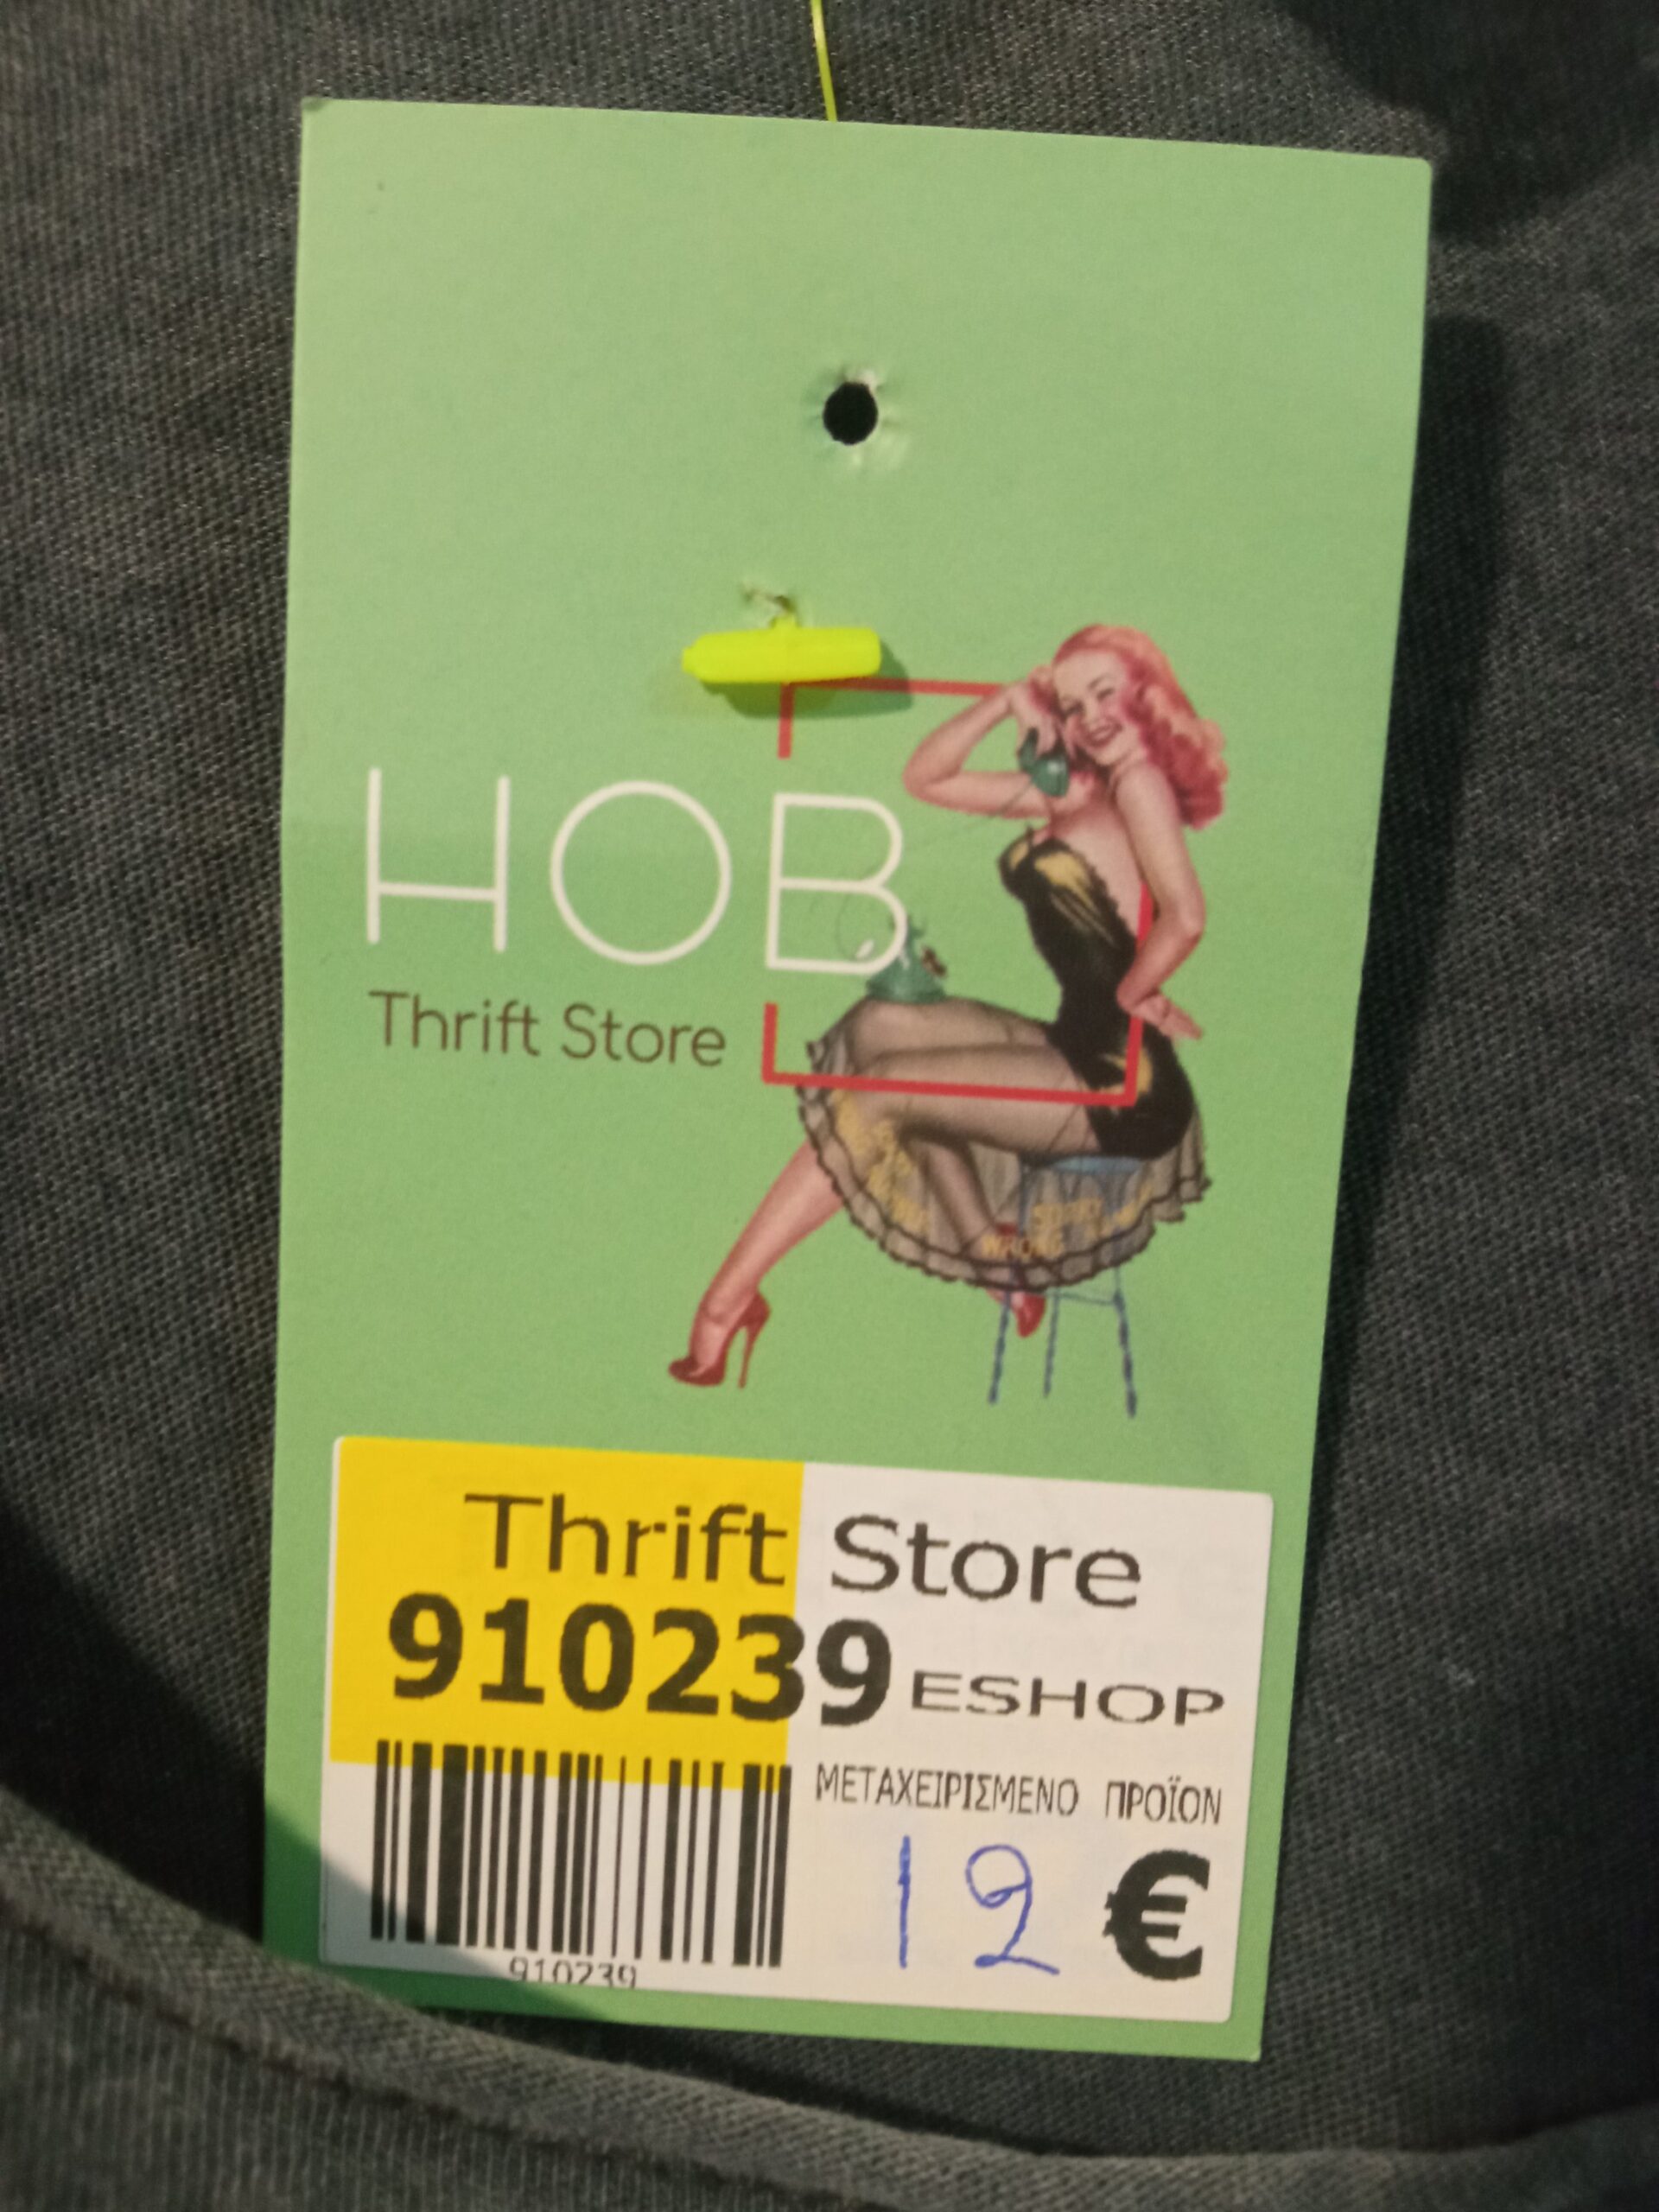 HOB
Thrift Store
Thrift Store
910239 ESHOP
ΜΕΤΑΧΕΙΡΙΣΜΕΝΟ ΠΡΟΪΟΝ
12 €
910239